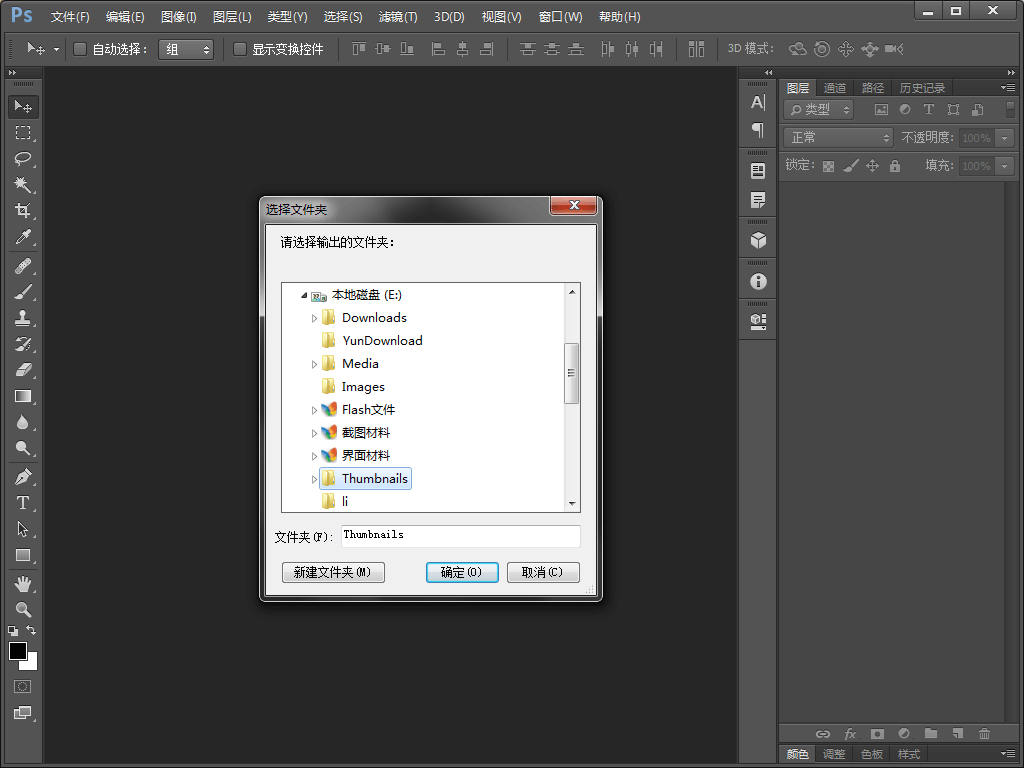 Ps 文件(F) 编辑(E) 图像(I) 图层(L) 类型(Y) 选择(S) 滤镜(T) 3D(D) 视图(V) 窗口(W) 帮助(H)
自动选择： 组 显示变换控件 3D 模式：
图层 通道 路径 历史记录
类型
正常 不透明度: 100%
锁定: 填充: 100%
选择文件夹
请选择输出的文件夹：
本地磁盘 (E:)
Downloads
YunDownload
Media
Images
Flash文件
截图材料
界面材料
Thumbnails
li
文件夹(F): Thumbnails
新建文件夹(M) 确定(O) 取消(C)
fx
颜色 调整 色板 样式